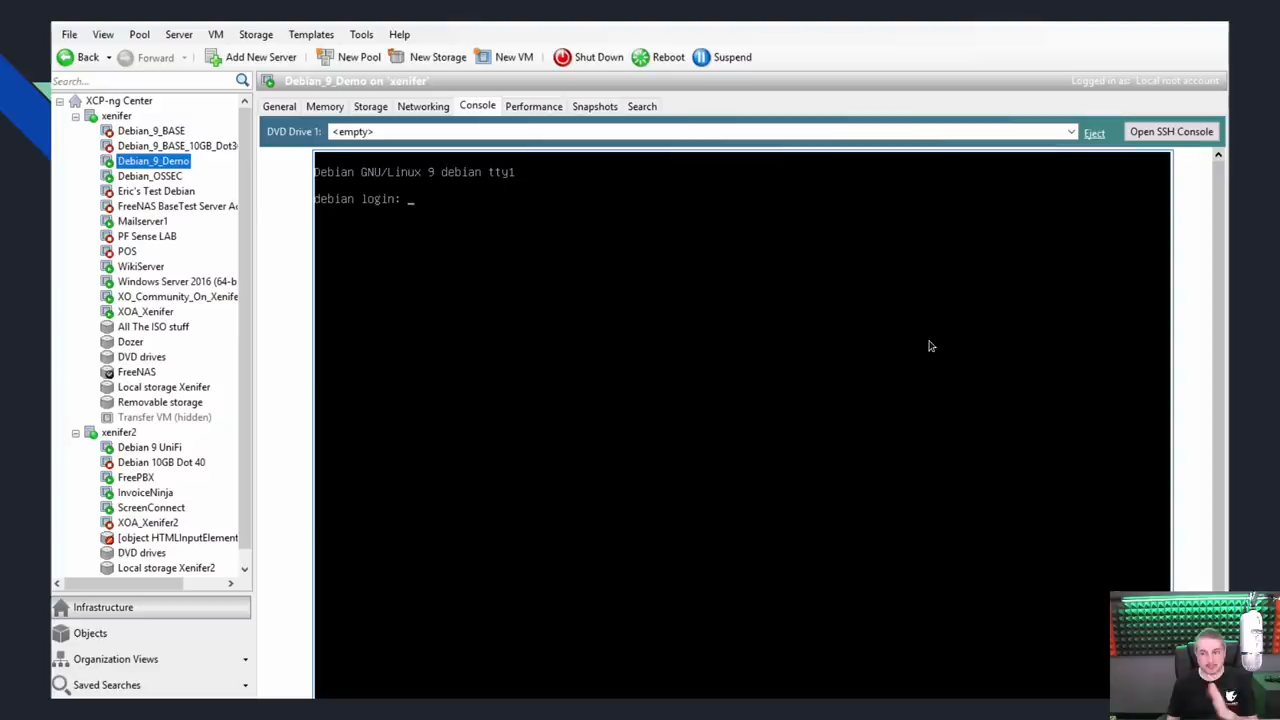 File View Pool Server VM Storage Templates Tools Help
Back Forward Add New Server New Pool New Storage New VM Shut Down Reboot Suspend
Search...
Debian_9_Demo on 'xenifer' Logged in as: Local root account
XCP-ng Center
xenifer
Debian_9_BASE
Debian_9_BASE_10GB_Dot3
Debian_9_Demo
Debian_OSSEC
Eric's Test Debian
FreeNAS BaseTest Server Ac
Mailserver1
PF Sense LAB
POS
WikiServer
Windows Server 2016 (64-b
XO_Community_On_Xenife
XOA_Xenifer
All The ISO stuff
Dozer
DVD drives
FreeNAS
Local storage Xenifer
Removable storage
Transfer VM (hidden)
xenifer2
Debian 9 UniFi
Debian 10GB Dot 40
FreePBX
InvoiceNinja
ScreenConnect
XOA_Xenifer2
[object HTMLInputElement
DVD drives
Local storage Xenifer2
Infrastructure
Objects
Organization Views
Saved Searches
General Memory Storage Networking Console Performance Snapshots Search
DVD Drive 1: <empty> Eject Open SSH Console
Debian GNU/Linux 9 debian tty1
debian login: _